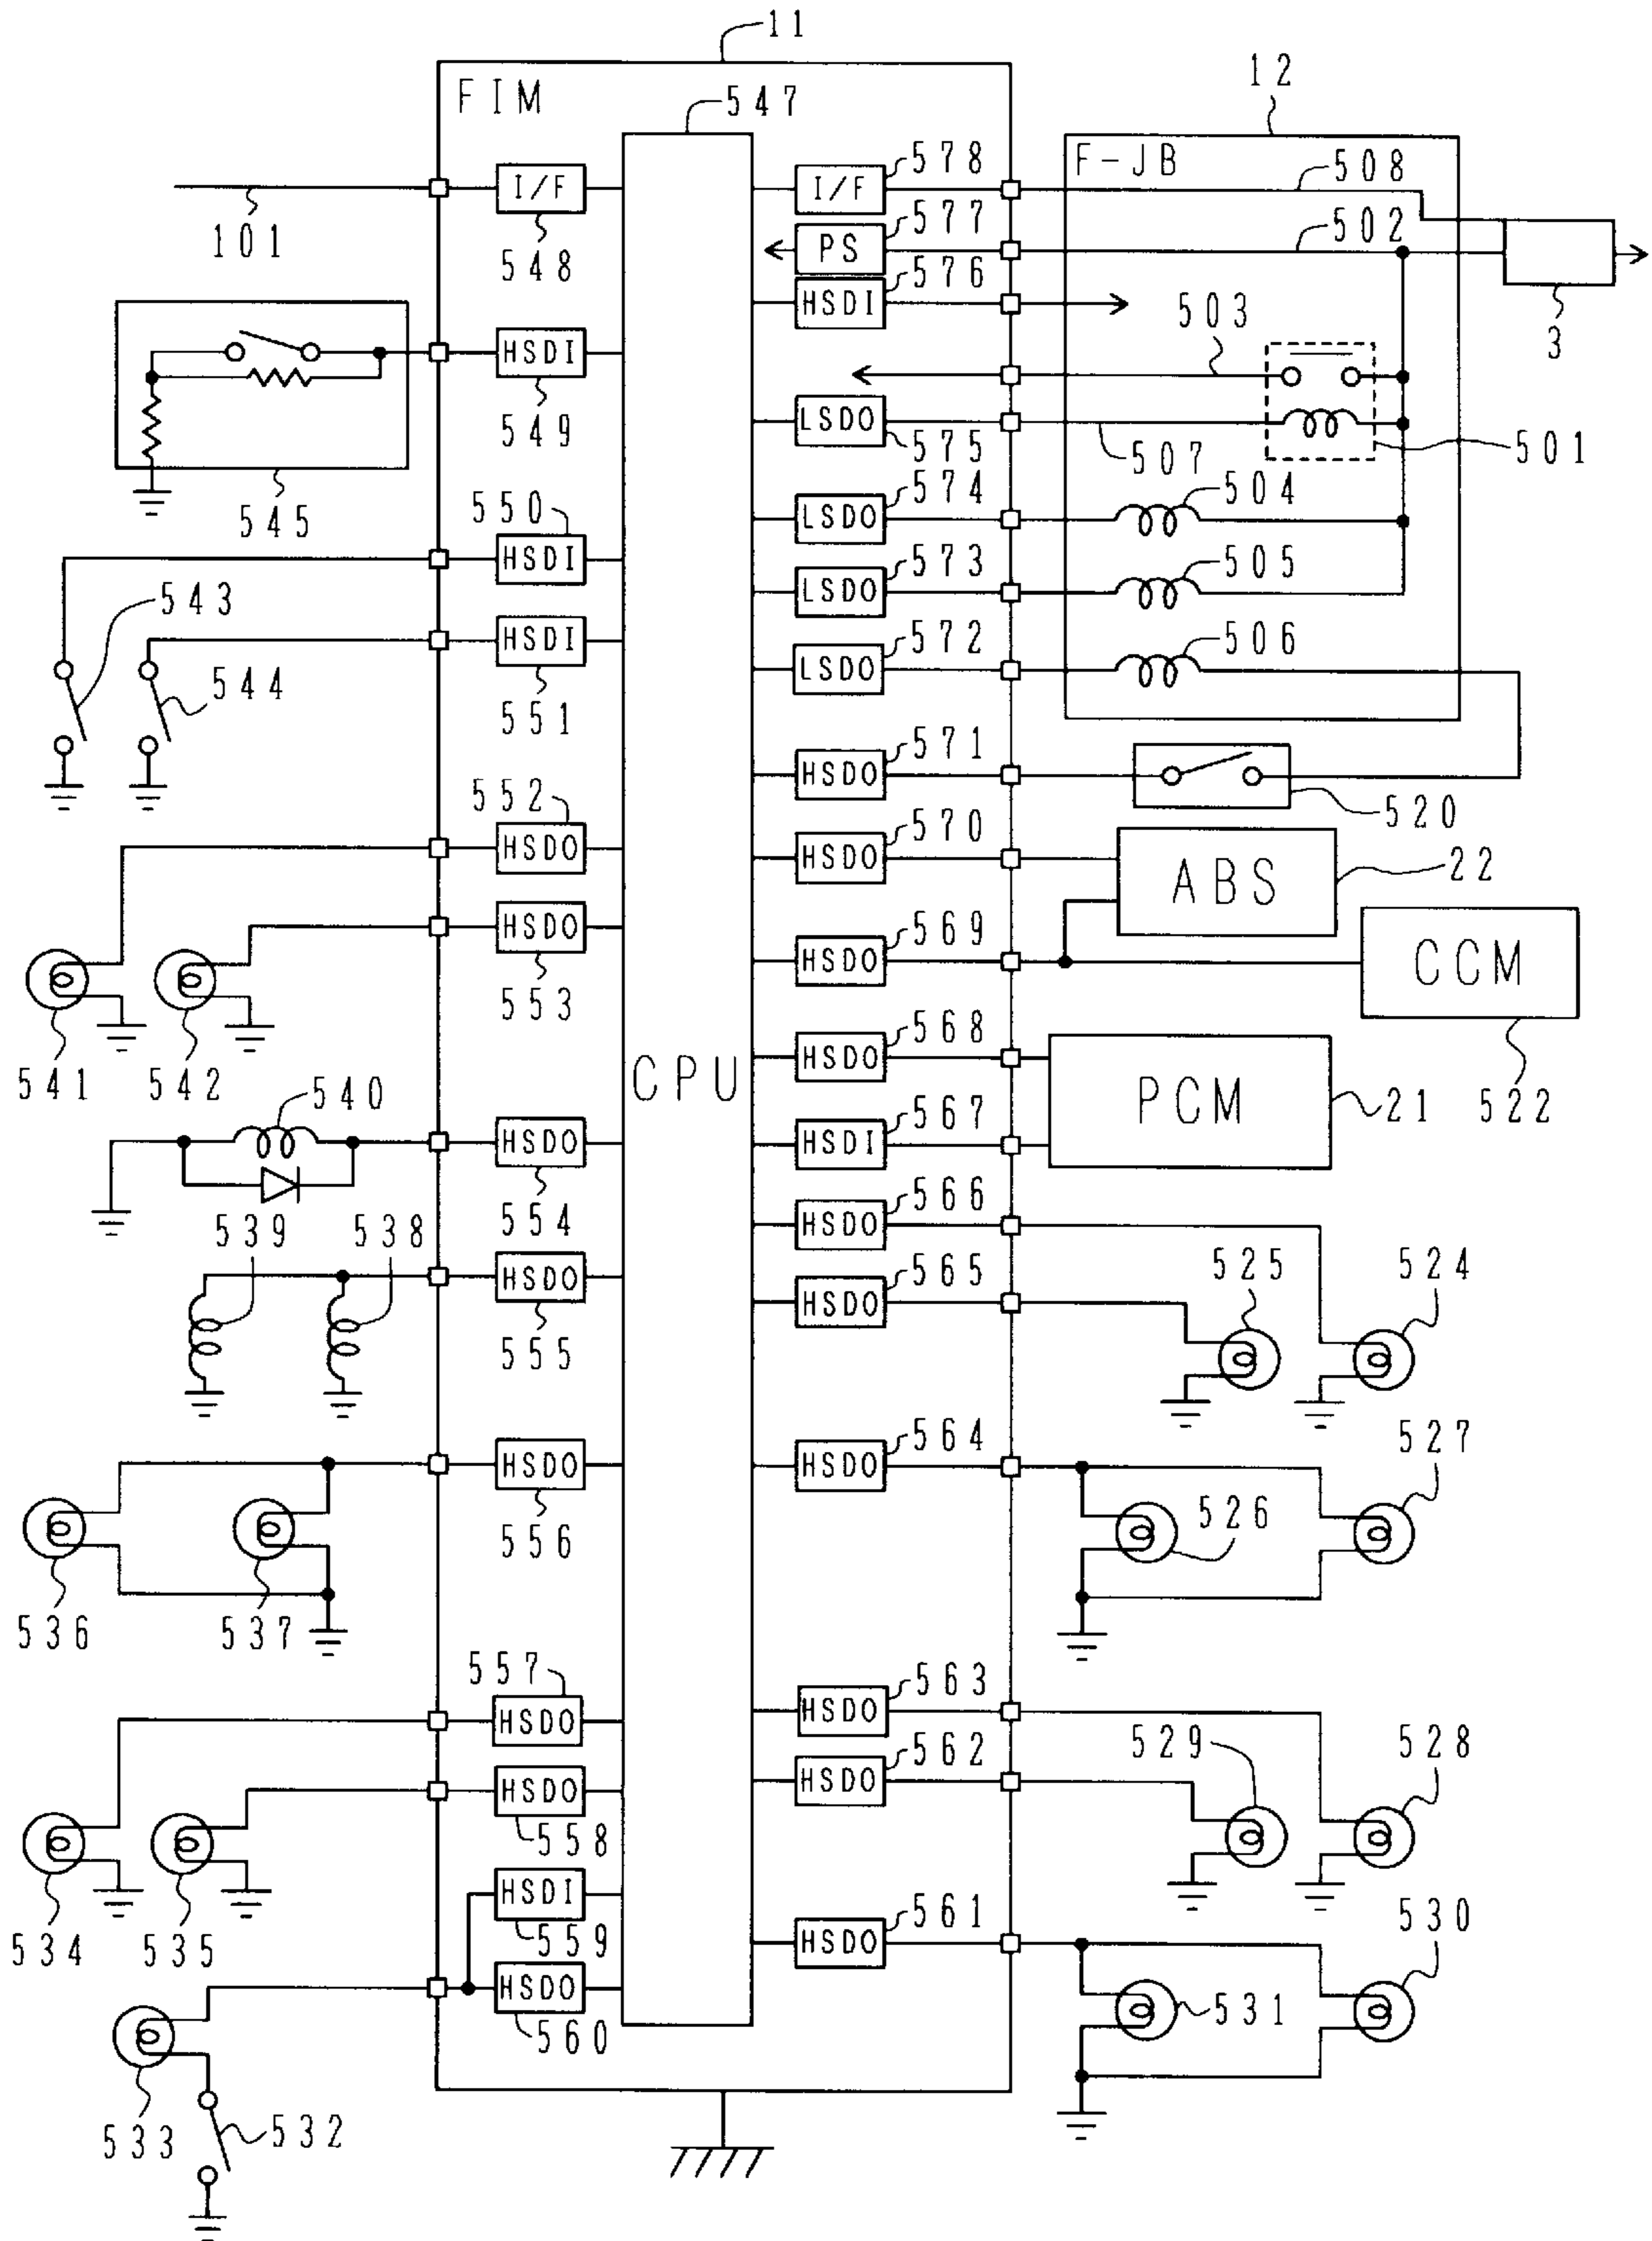 11
FIM
547
12
F-JB
101
I/F
548
I/F
578
508
PS
577
502
HSDI
576
3
503
545
HSDI
549
LSDO
575
507
501
LSDO
574
504
550
HSDI
LSDO
573
505
543
544
HSDI
551
LSDO
572
506
HSDO
571
520
552
HSDO
HSDO
570
ABS
22
541
542
HSDO
553
HSDO
569
CCM
522
CPU
HSDO
568
PCM
21
540
HSDO
554
HSDI
567
539
538
HSDO
566
HSDO
555
HSDO
565
525
524
536
537
HSDO
556
HSDO
564
526
527
557
HSDO
HSDO
563
534
535
HSDO
558
HSDO
562
529
528
HSDI
559
HSDO
560
HSDO
561
531
530
533
532